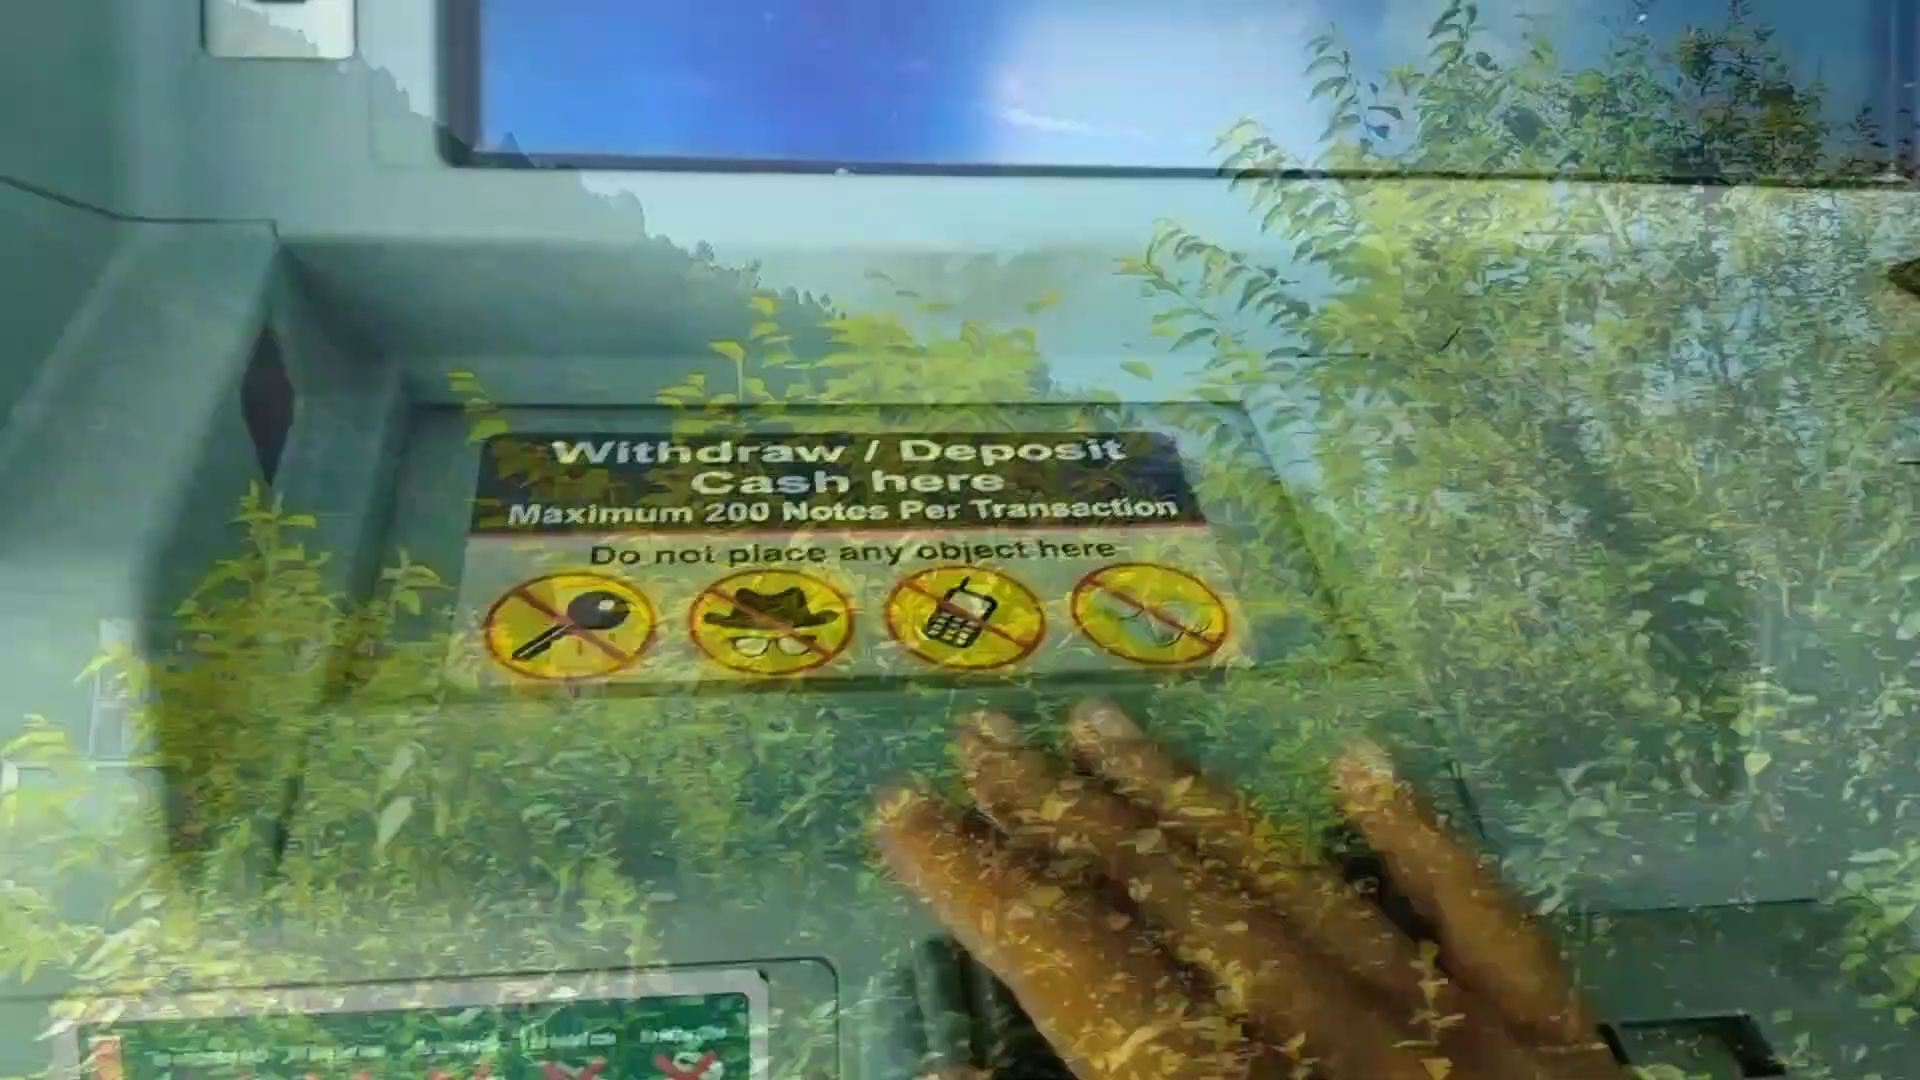 Withdraw / Deposit
Cash here
Maximum 200 Notes Per Transaction
Do not place any object here